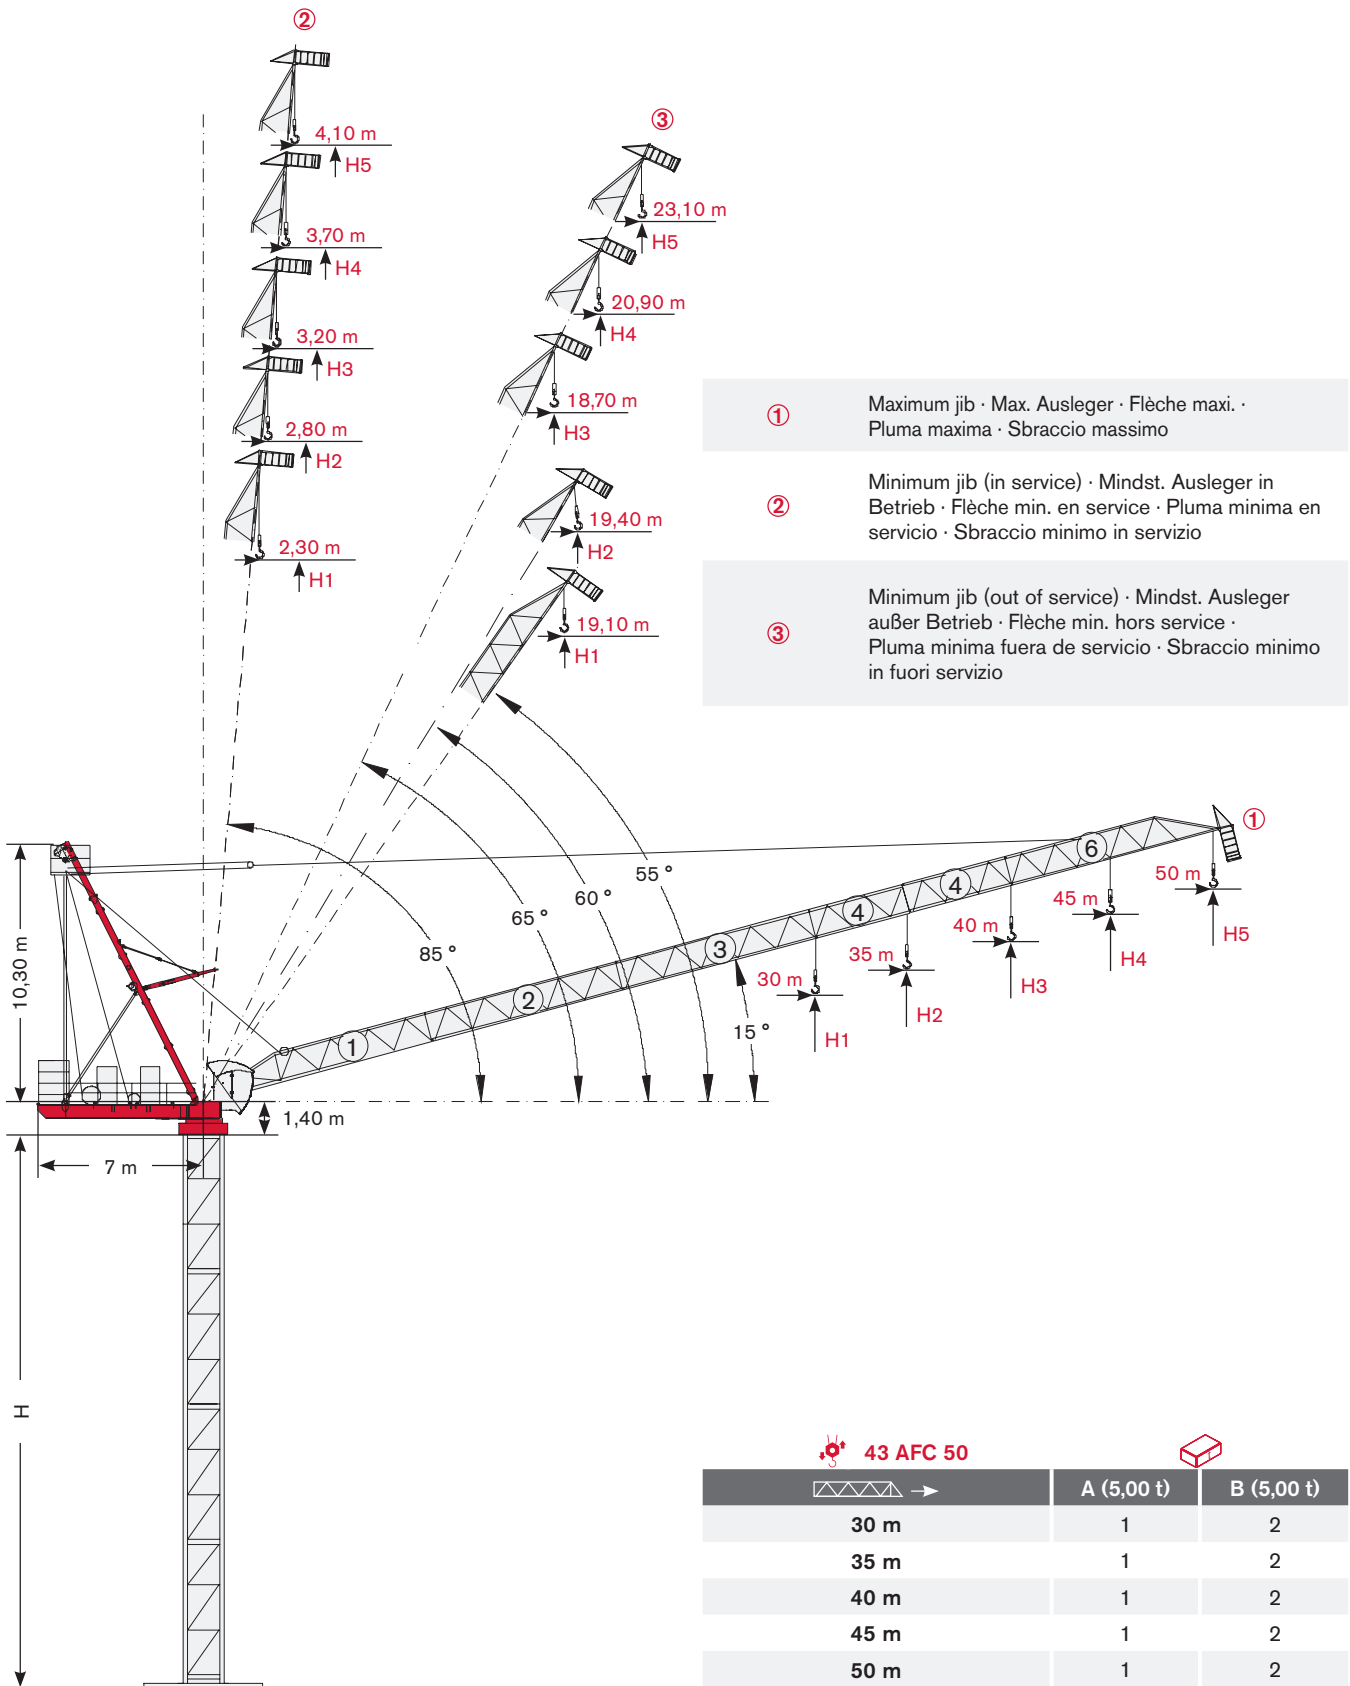 ②
4,10 m
H5
3,70 m
H4
3,20 m
H3
2,80 m
H2
2,30 m
H1
③
23,10 m
H5
20,90 m
H4
18,70 m
H3
19,40 m
H2
19,10 m
H1
① Maximum jib · Max. Ausleger · Flèche maxi. ·
Pluma maxima · Sbraccio massimo
② Minimum jib (in service) · Mindst. Ausleger in
Betrieb · Flèche min. en service · Pluma minima en
servicio · Sbraccio minimo in servizio
③ Minimum jib (out of service) · Mindst. Ausleger
außer Betrieb · Flèche min. hors service ·
Pluma minima fuera de servicio · Sbraccio minimo
in fuori servizio
85 °
65 °
60 °
55 °
15 °
①
1
2
3
4
4
6
30 m
H1
35 m
H2
40 m
H3
45 m
H4
50 m
H5
10,30 m
1,40 m
7 m
H
43 AFC 50
A (5,00 t) B (5,00 t)
30 m 1 2
35 m 1 2
40 m 1 2
45 m 1 2
50 m 1 2